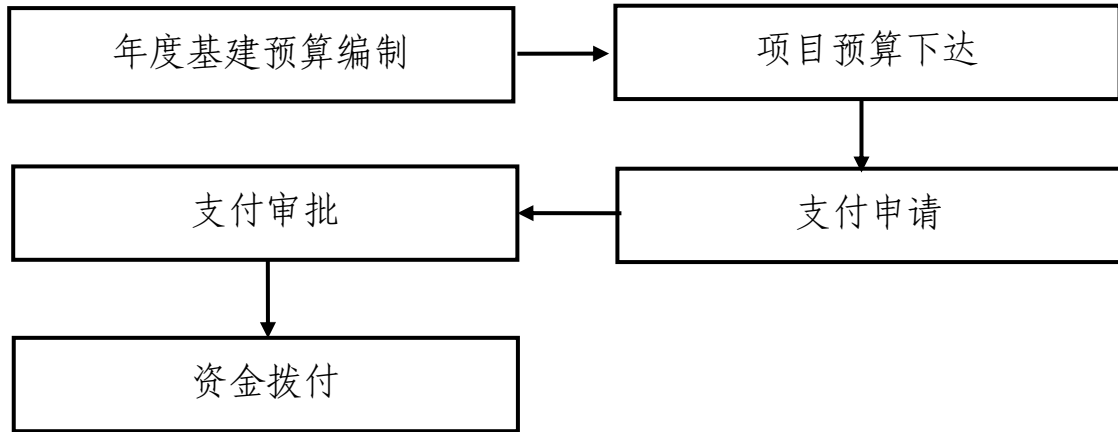 年度基建预算编制
项目预算下达
支付审批
支付申请
资金拨付